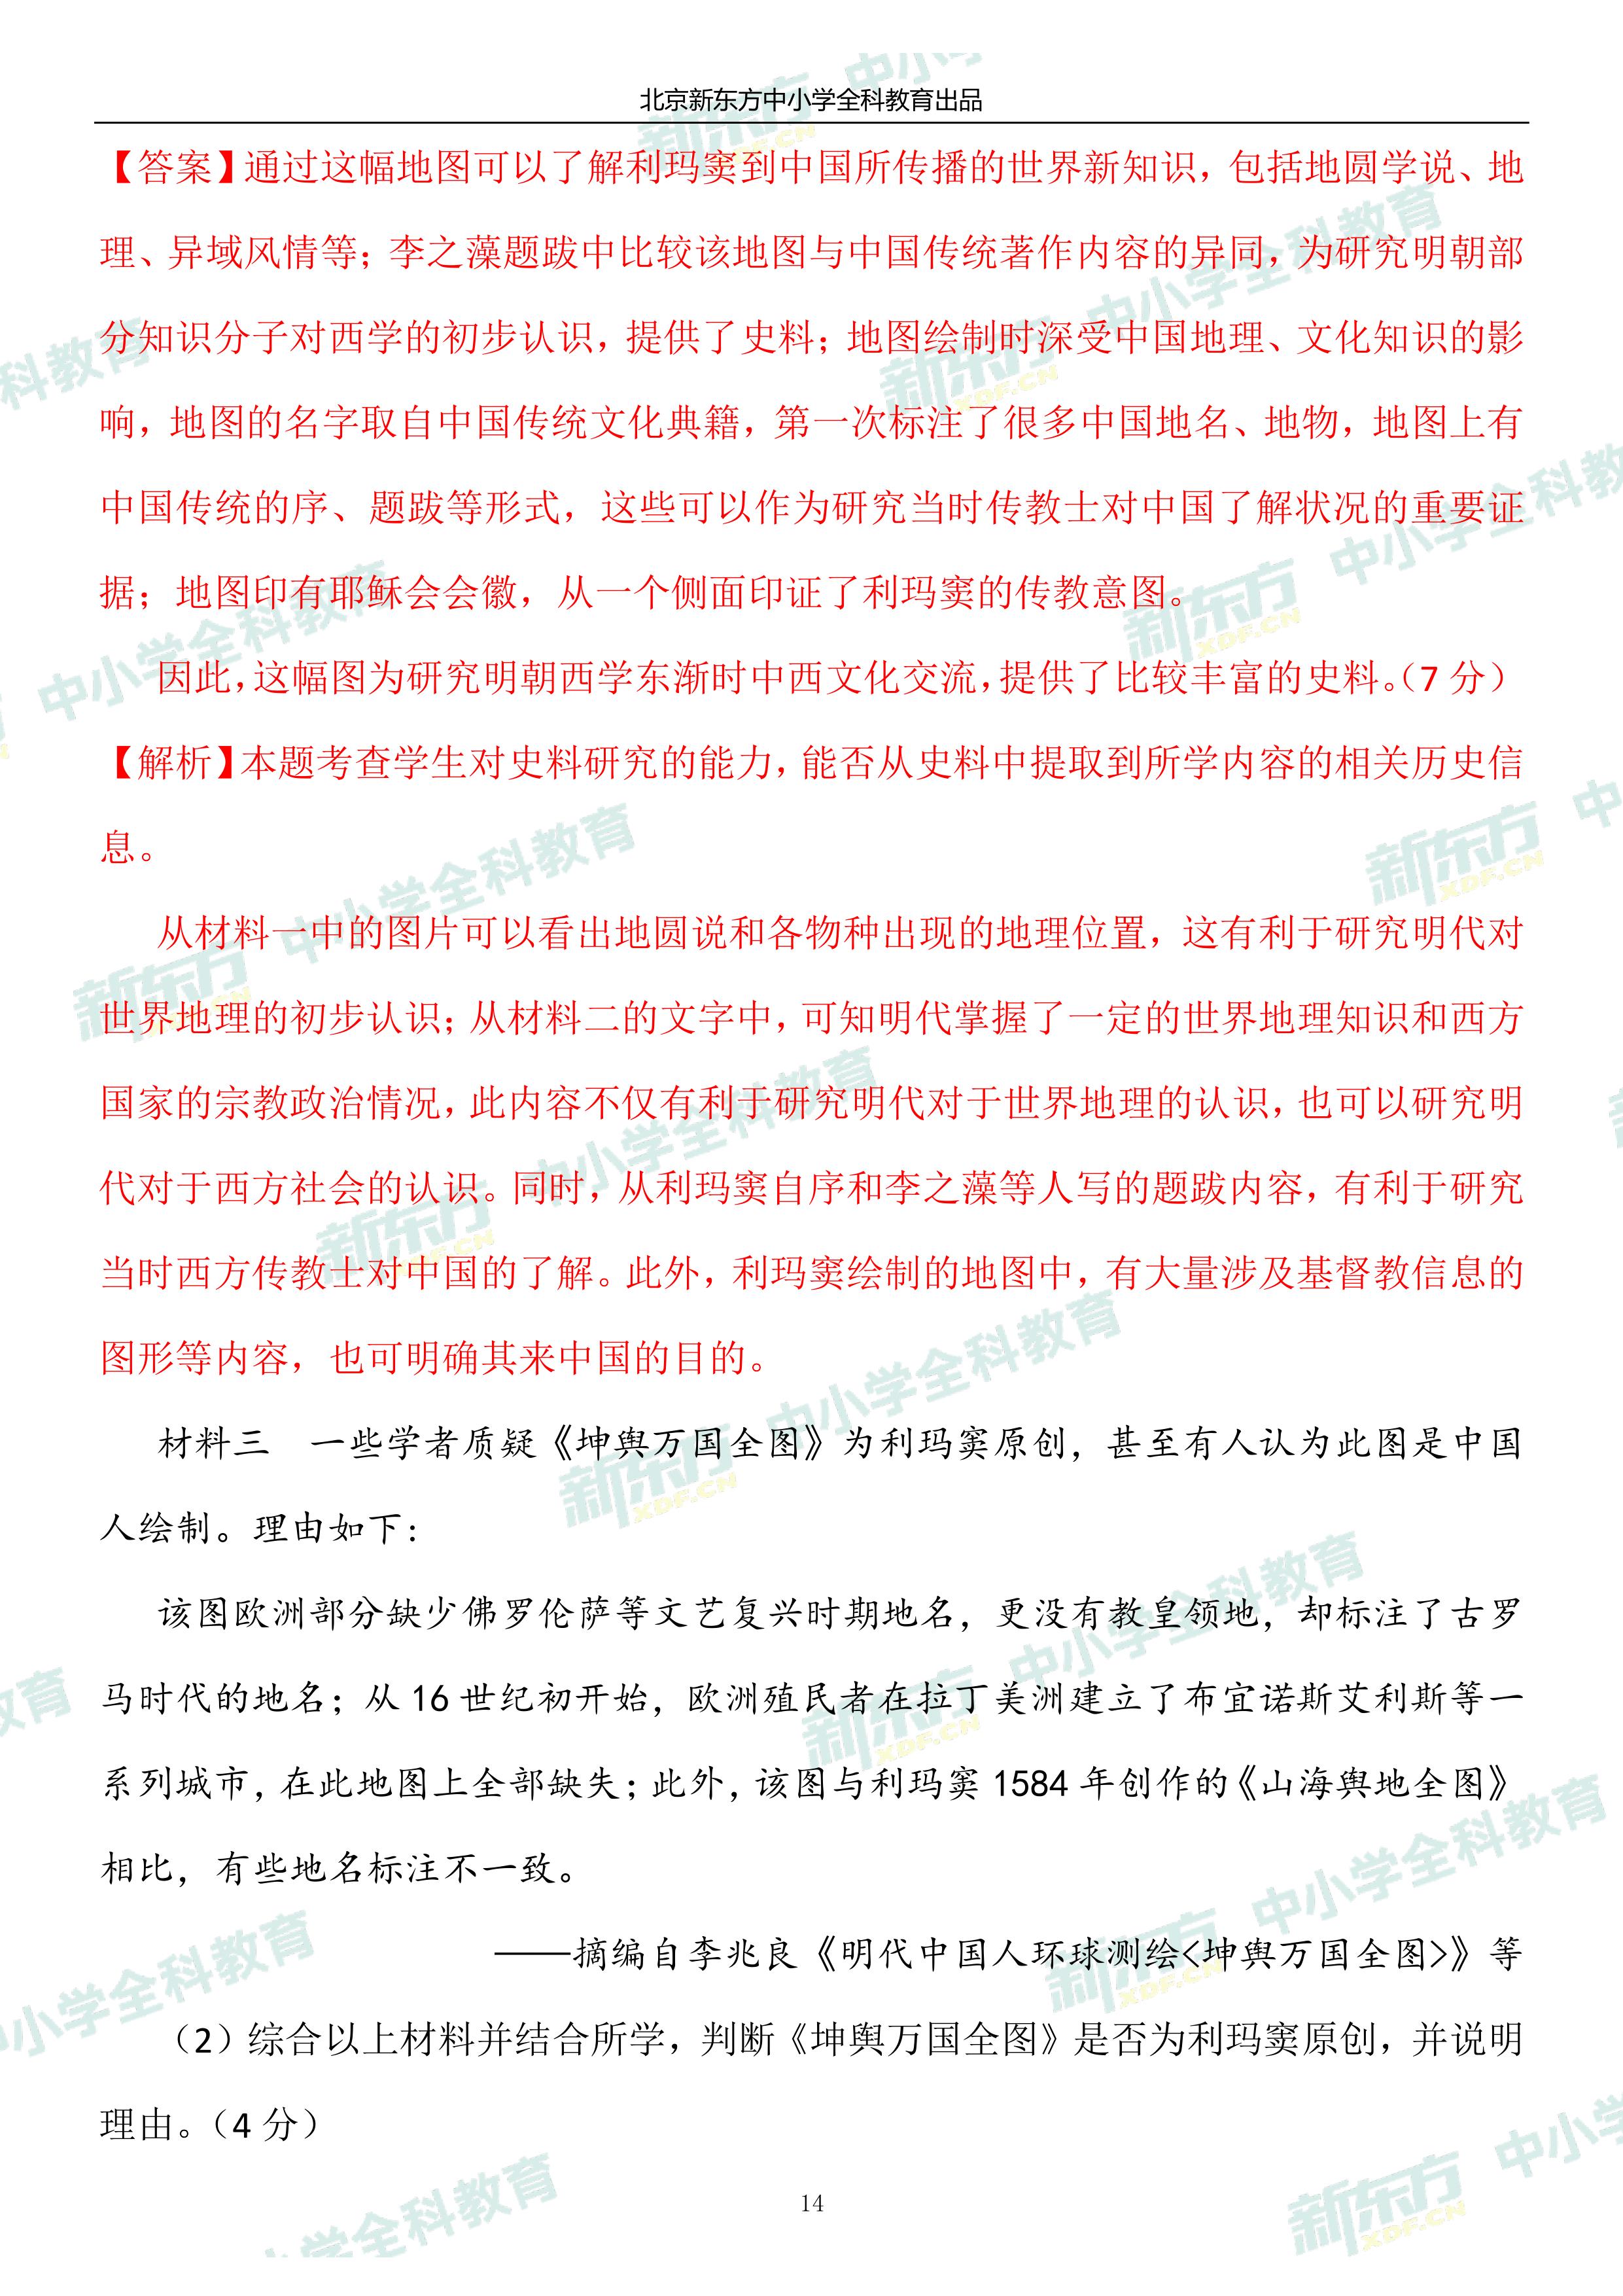 北京新东方中小学全科教育出品
【答案】通过这幅地图可以了解利玛窦到中国所传播的世界新知识，包括地圆学说、地
理、异域风情等；李之藻题跋中比较该地图与中国传统著作内容的异同，为研究明朝部
分知识分子对西学的初步认识，提供了史料；地图绘制时深受中国地理、文化知识的影
响，地图的名字取自中国传统文化典籍，第一次标注了很多中国地名、地物，地图上有
中国传统的序、题跋等形式，这些可以作为研究当时传教士对中国了解状况的重要证
据；地图印有耶稣会会徽，从一个侧面印证了利玛窦的传教意图。
因此，这幅图为研究明朝西学东渐时中西文化交流，提供了比较丰富的史料。（7 分）
【解析】本题考查学生对史料研究的能力，能否从史料中提取到所学内容的相关历史信
息。
从材料一中的图片可以看出地圆说和各物种出现的地理位置，这有利于研究明代对
世界地理的初步认识；从材料二的文字中，可知明代掌握了一定的世界地理知识和西方
国家的宗教政治情况，此内容不仅有利于研究明代对于世界地理的认识，也可以研究明
代对于西方社会的认识。同时，从利玛窦自序和李之藻等人写的题跋内容，有利于研究
当时西方传教士对中国的了解。此外，利玛窦绘制的地图中，有大量涉及基督教信息的
图形等内容，也可明确其来中国的目的。
材料三　一些学者质疑《坤舆万国全图》为利玛窦原创，甚至有人认为此图是中国
人绘制。理由如下：
该图欧洲部分缺少佛罗伦萨等文艺复兴时期地名，更没有教皇领地，却标注了古罗
马时代的地名；从 16 世纪初开始，欧洲殖民者在拉丁美洲建立了布宜诺斯艾利斯等一
系列城市，在此地图上全部缺失；此外，该图与利玛窦 1584 年创作的《山海舆地全图》
相比，有些地名标注不一致。
——摘编自李兆良《明代中国人环球测绘<坤舆万国全图>》等
（2）综合以上材料并结合所学，判断《坤舆万国全图》是否为利玛窦原创，并说明
理由。（4 分）
14